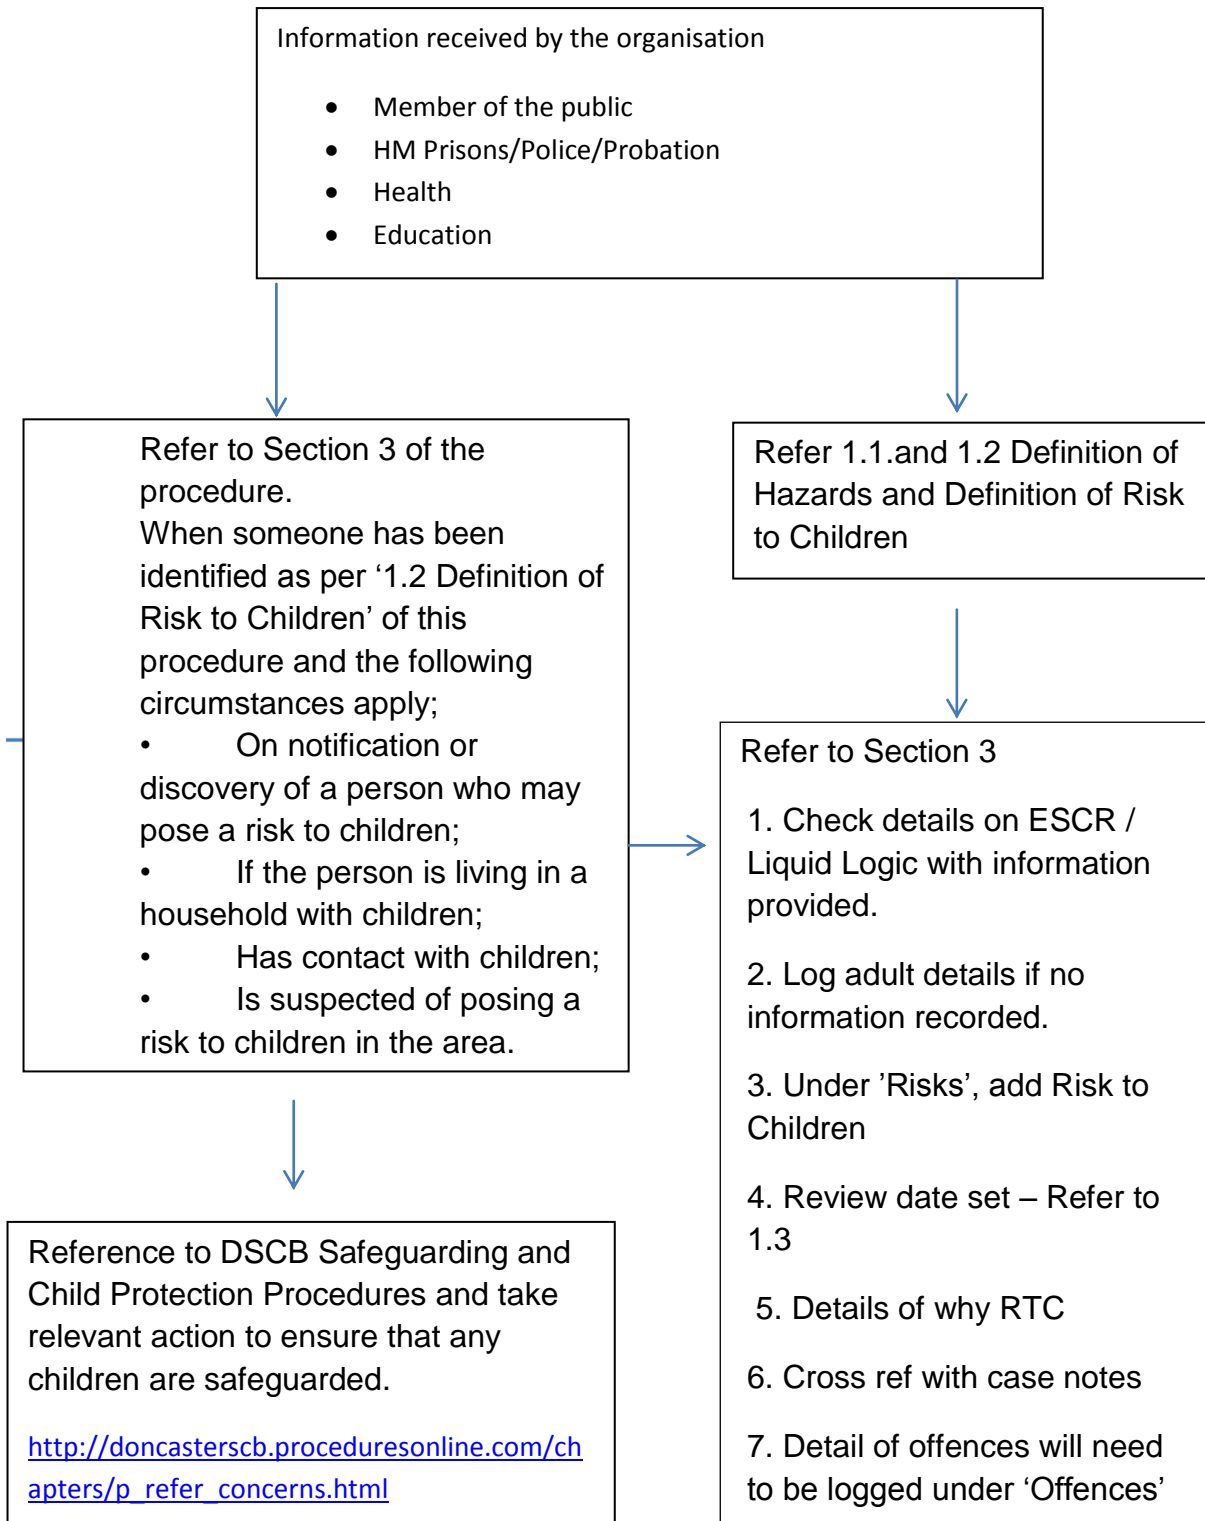 Information received by the organisation
• Member of the public
• HM Prisons/Police/Probation
• Health
• Education
Refer to Section 3 of the
procedure.
When someone has been
identified as per ‘1.2 Definition of
Risk to Children’ of this
procedure and the following
circumstances apply;
• On notification or
discovery of a person who may
pose a risk to children;
• If the person is living in a
household with children;
• Has contact with children;
• Is suspected of posing a
risk to children in the area.
Refer 1.1.and 1.2 Definition of
Hazards and Definition of Risk
to Children
Refer to Section 3
1. Check details on ESCR /
Liquid Logic with information
provided.
2. Log adult details if no
information recorded.
3. Under ’Risks’, add Risk to
Children
4. Review date set – Refer to
1.3
5. Details of why RTC
6. Cross ref with case notes
7. Detail of offences will need
to be logged under ‘Offences’
Reference to DSCB Safeguarding and
Child Protection Procedures and take
relevant action to ensure that any
children are safeguarded.
http://doncasterscb.proceduresonline.com/ch
apters/p_refer_concerns.html